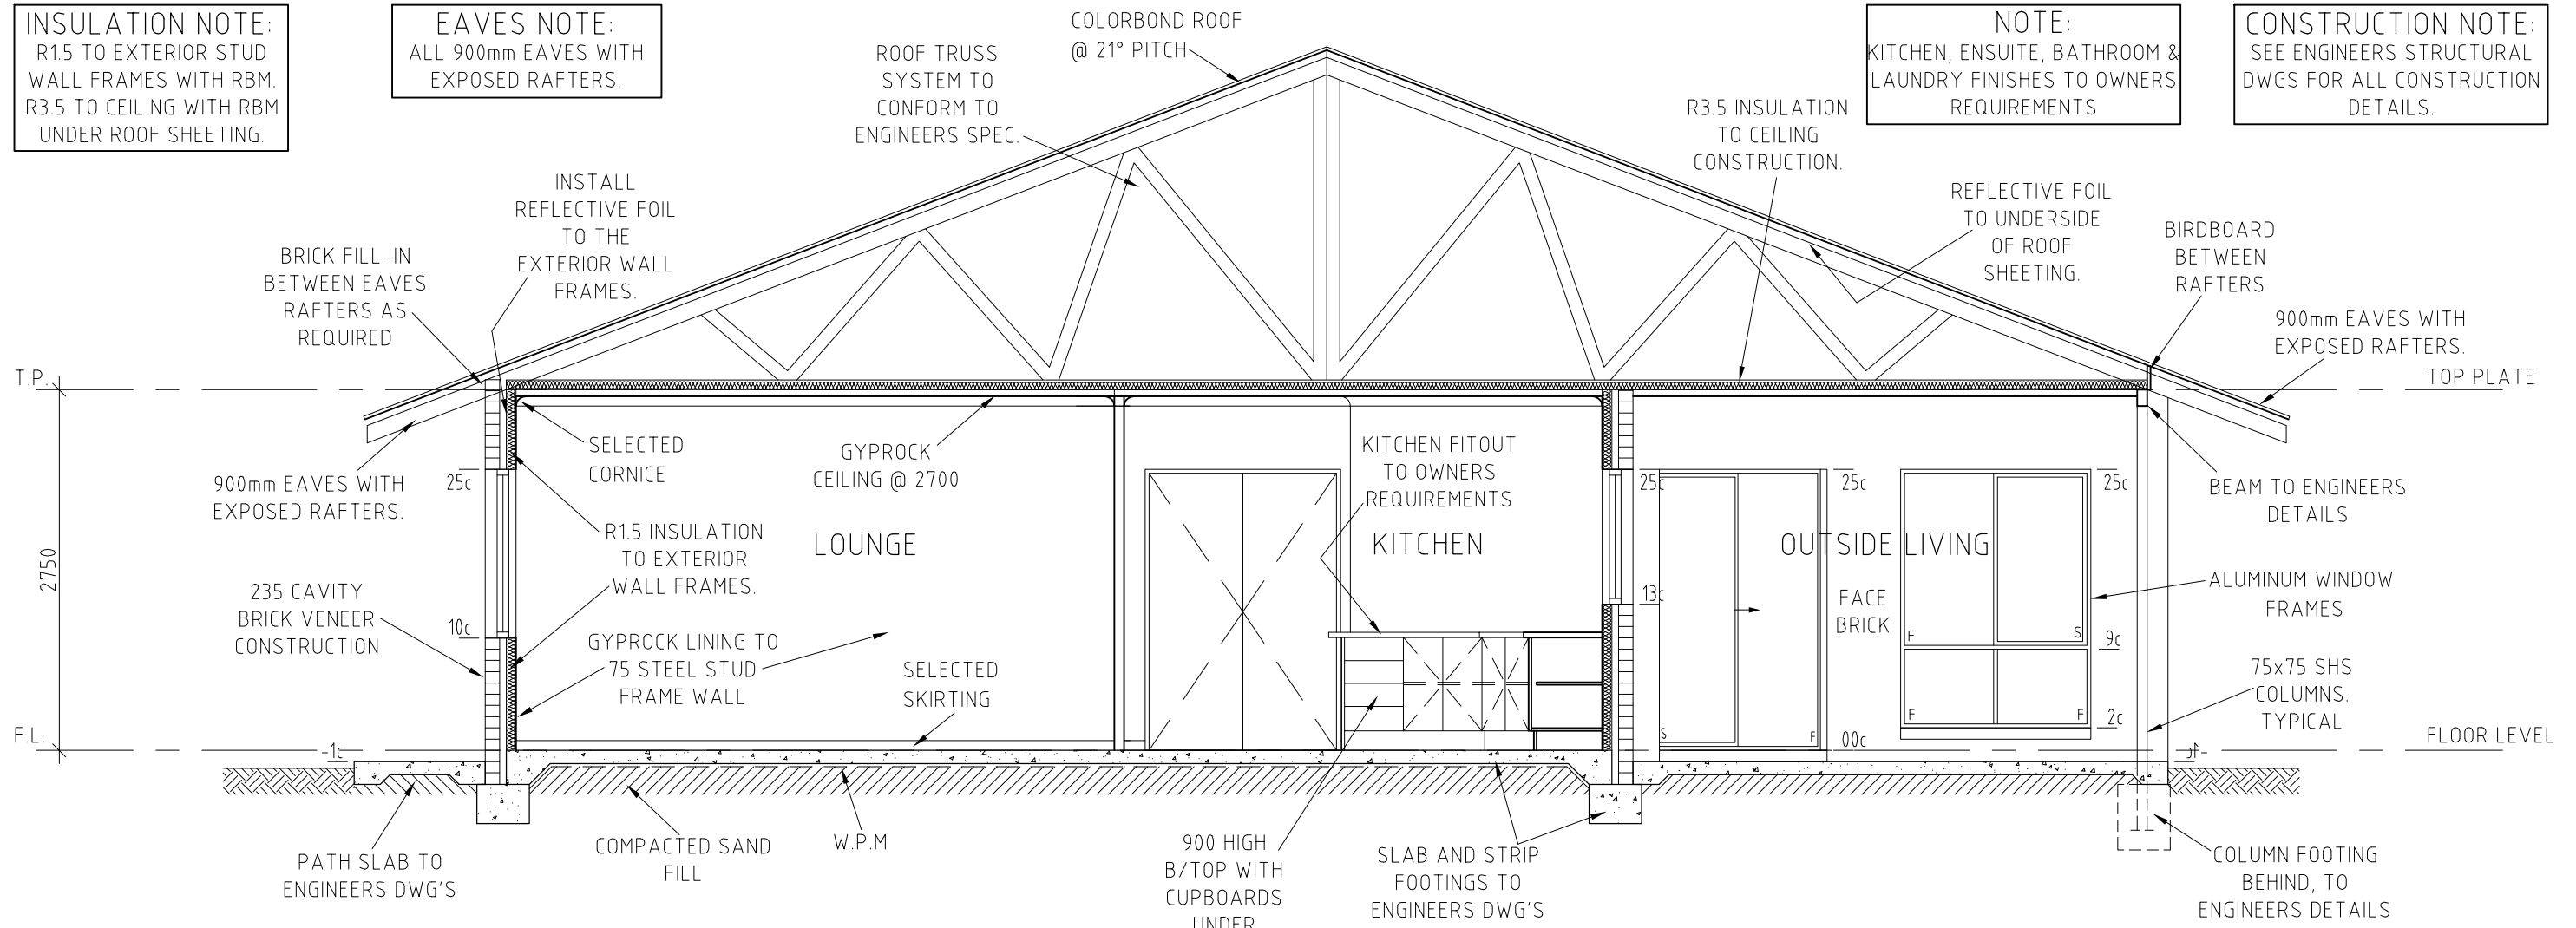 INSULATION NOTE:
R1.5 TO EXTERIOR STUD
WALL FRAMES WITH RBM.
R3.5 TO CEILING WITH RBM
UNDER ROOF SHEETING.
EAVES NOTE:
ALL 900mm EAVES WITH
EXPOSED RAFTERS.
COLORBOND ROOF
@ 21° PITCH
NOTE:
KITCHEN, ENSUITE, BATHROOM &
LAUNDRY FINISHES TO OWNERS
REQUIREMENTS
CONSTRUCTION NOTE:
SEE ENGINEERS STRUCTURAL
DWGS FOR ALL CONSTRUCTION
DETAILS.
ROOF TRUSS
SYSTEM TO
CONFORM TO
ENGINEERS SPEC.
R3.5 INSULATION
TO CEILING
CONSTRUCTION.
INSTALL
REFLECTIVE FOIL
TO THE
EXTERIOR WALL
FRAMES.
REFLECTIVE FOIL
TO UNDERSIDE
OF ROOF
SHEETING.
BIRDBOARD
BETWEEN
RAFTERS
BRICK FILL-IN
BETWEEN EAVES
RAFTERS AS
REQUIRED
900mm EAVES WITH
EXPOSED RAFTERS.
T.P.
TOP PLATE
SELECTED
CORNICE
GYPROCK
CEILING @ 2700
KITCHEN FITOUT
TO OWNERS
REQUIREMENTS
900mm EAVES WITH
EXPOSED RAFTERS.
25c
25c
25c
25c
BEAM TO ENGINEERS
DETAILS
R1.5 INSULATION
TO EXTERIOR
WALL FRAMES.
LOUNGE
KITCHEN
OUTSIDE LIVING
2750
235 CAVITY
BRICK VENEER
CONSTRUCTION
10c
13c
FACE
BRICK
ALUMINUM WINDOW
FRAMES
F
S
9c
GYPROCK LINING TO
75 STEEL STUD
FRAME WALL
SELECTED
SKIRTING
75x75 SHS
COLUMNS.
TYPICAL
F
F
2c
F.L.
-1c
S
F
00c
-1c
FLOOR LEVEL
PATH SLAB TO
ENGINEERS DWG'S
COMPACTED SAND
FILL
W.P.M
900 HIGH
B/TOP WITH
CUPBOARDS
UNDER
SLAB AND STRIP
FOOTINGS TO
ENGINEERS DWG'S
COLUMN FOOTING
BEHIND, TO
ENGINEERS DETAILS